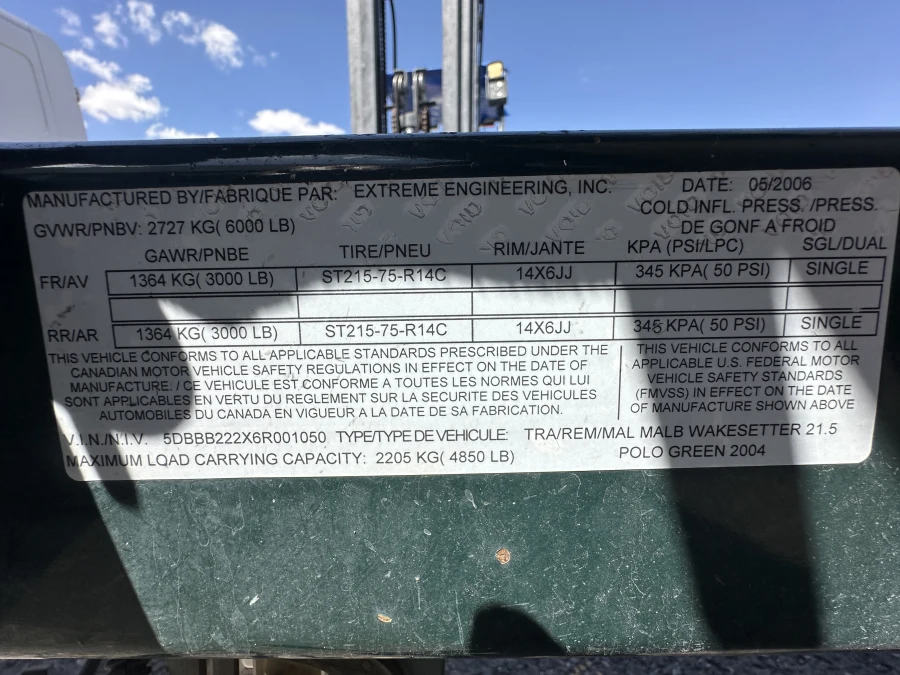 MANUFACTURED BY/FABRIQUE PAR: EXTREME ENGINEERING, INC. DATE: 05/2006
GVWR/PNBV: 2727 KG( 6000 LB) COLD INFL. PRESS. /PRESS.
DE GONF A FROID
GAWR/PNBE TIRE/PNEU RIM/JANTE KPA (PSI/LPC) SGL/DUAL
FR/AV 1364 KG( 3000 LB) ST215-75-R14C 14X6JJ 345 KPA( 50 PSI) SINGLE
RR/AR 1364 KG( 3000 LB) ST215-75-R14C 14X6JJ 345 KPA( 50 PSI) SINGLE
THIS VEHICLE CONFORMS TO ALL APPLICABLE STANDARDS PRESCRIBED UNDER THE
CANADIAN MOTOR VEHICLE SAFETY REGULATIONS IN EFFECT ON THE DATE OF
MANUFACTURE. / CE VEHICULE EST CONFORME A TOUTES LES NORMES QUI LUI
SONT APPLICABLES EN VERTU DU REGLEMENT SUR LA SECURITE DES VEHICULES
AUTOMOBILES DU CANADA EN VIGUEUR A LA DATE DE SA FABRICATION.
THIS VEHICLE CONFORMS TO ALL
APPLICABLE U.S. FEDERAL MOTOR
VEHICLE SAFETY STANDARDS
(FMVSS) IN EFFECT ON THE DATE
OF MANUFACTURE SHOWN ABOVE
V.I.N./N.I.V. 5DBBB222X6R001050 TYPE/TYPE DE VEHICULE: TRA/REM/MAL MALB WAKESETTER 21.5
MAXIMUM LOAD CARRYING CAPACITY: 2205 KG( 4850 LB) POLO GREEN 2004